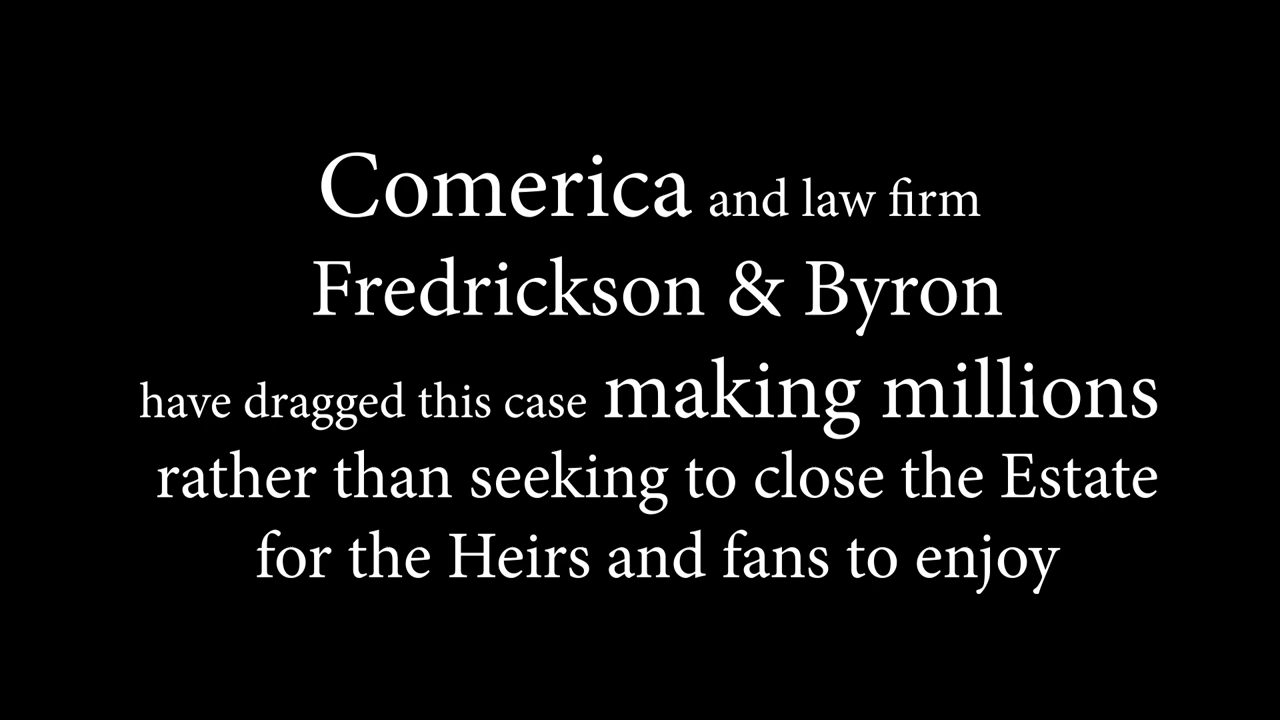 Comerica and law firm
Fredrickson & Byron
have dragged this case making millions
rather than seeking to close the Estate
for the Heirs and fans to enjoy